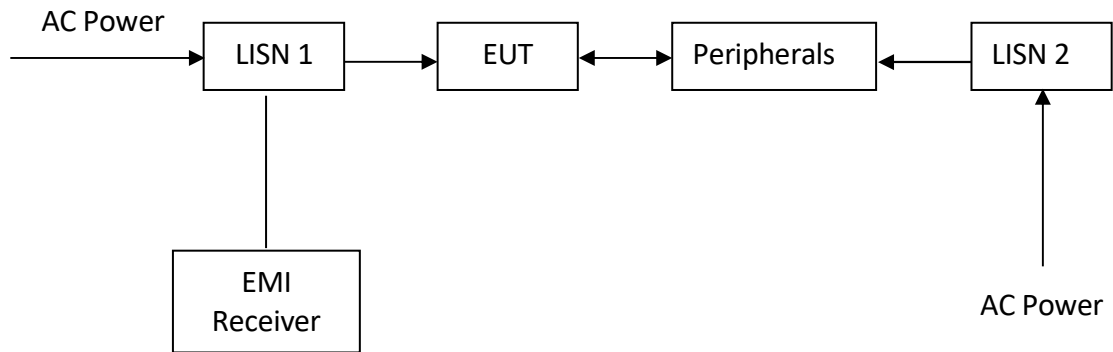 AC Power
LISN 1
EUT
Peripherals
LISN 2
EMI
Receiver
AC Power